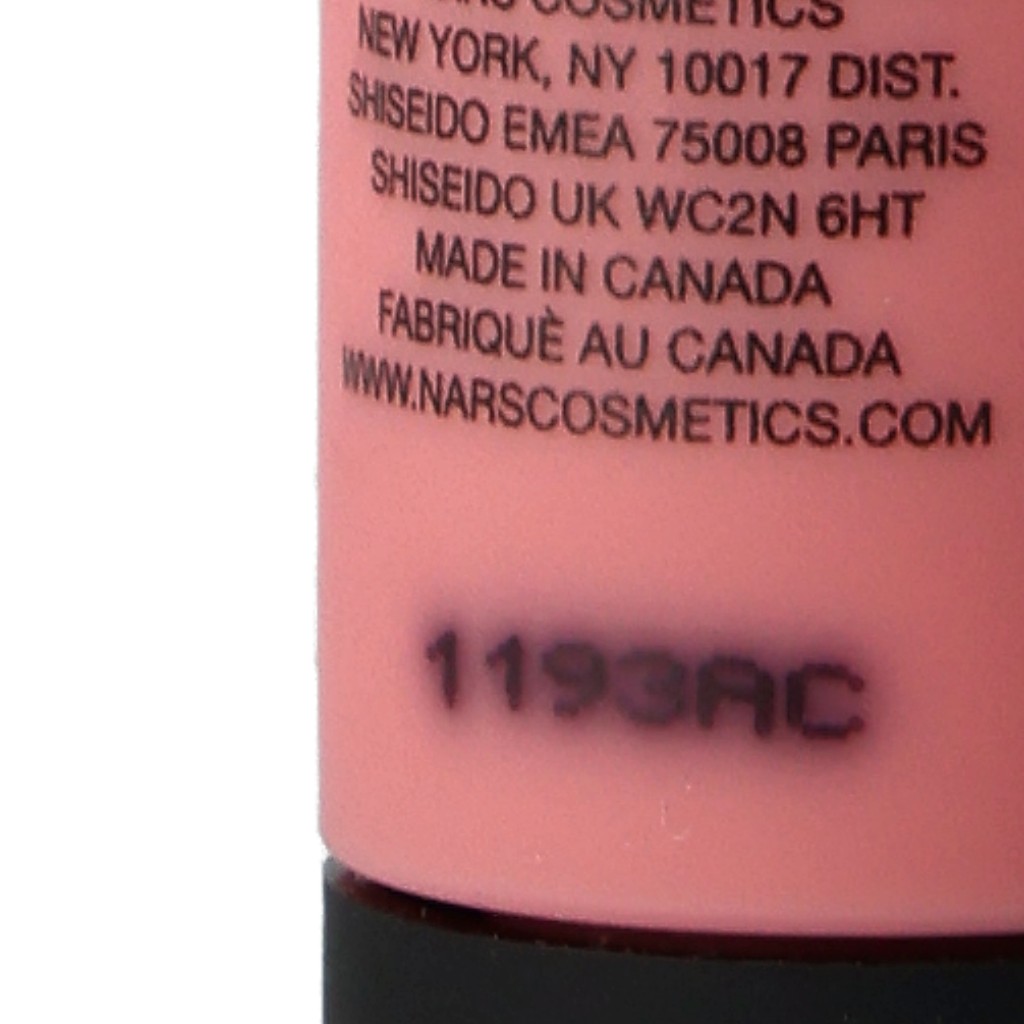 COSMETICS
NEW YORK, NY 10017 DIST.
SHISEIDO EMEA 75008 PARIS
SHISEIDO UK WC2N 6HT
MADE IN CANADA
FABRIQUÈ AU CANADA
WWW.NARSCOSMETICS.COM
1193AC